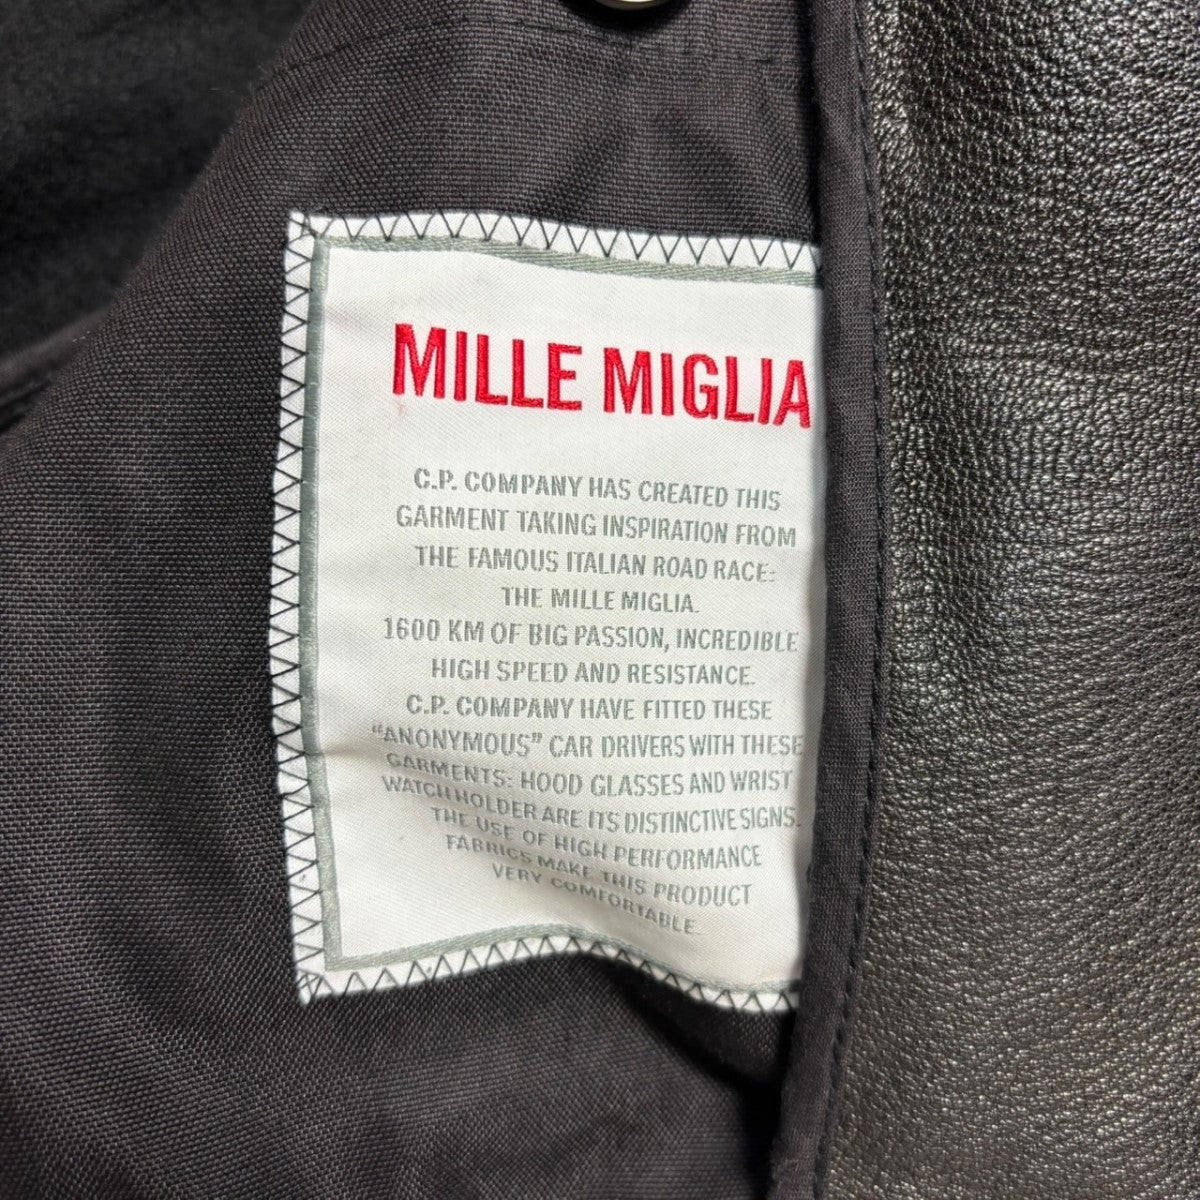 MILLE MIGLIA
C.P. COMPANY HAS CREATED THIS
GARMENT TAKING INSPIRATION FROM
THE FAMOUS ITALIAN ROAD RACE:
THE MILLE MIGLIA.
1600 KM OF BIG PASSION, INCREDIBLE
HIGH SPEED AND RESISTANCE.
C.P. COMPANY HAVE FITTED THESE
“ANONYMOUS” CAR DRIVERS WITH THESE
GARMENTS: HOOD GLASSES AND WRIST
WATCH HOLDER ARE ITS DISTINCTIVE SIGNS.
THE USE OF HIGH PERFORMANCE
FABRICS MAKE THIS PRODUCT
VERY COMFORTABLE.